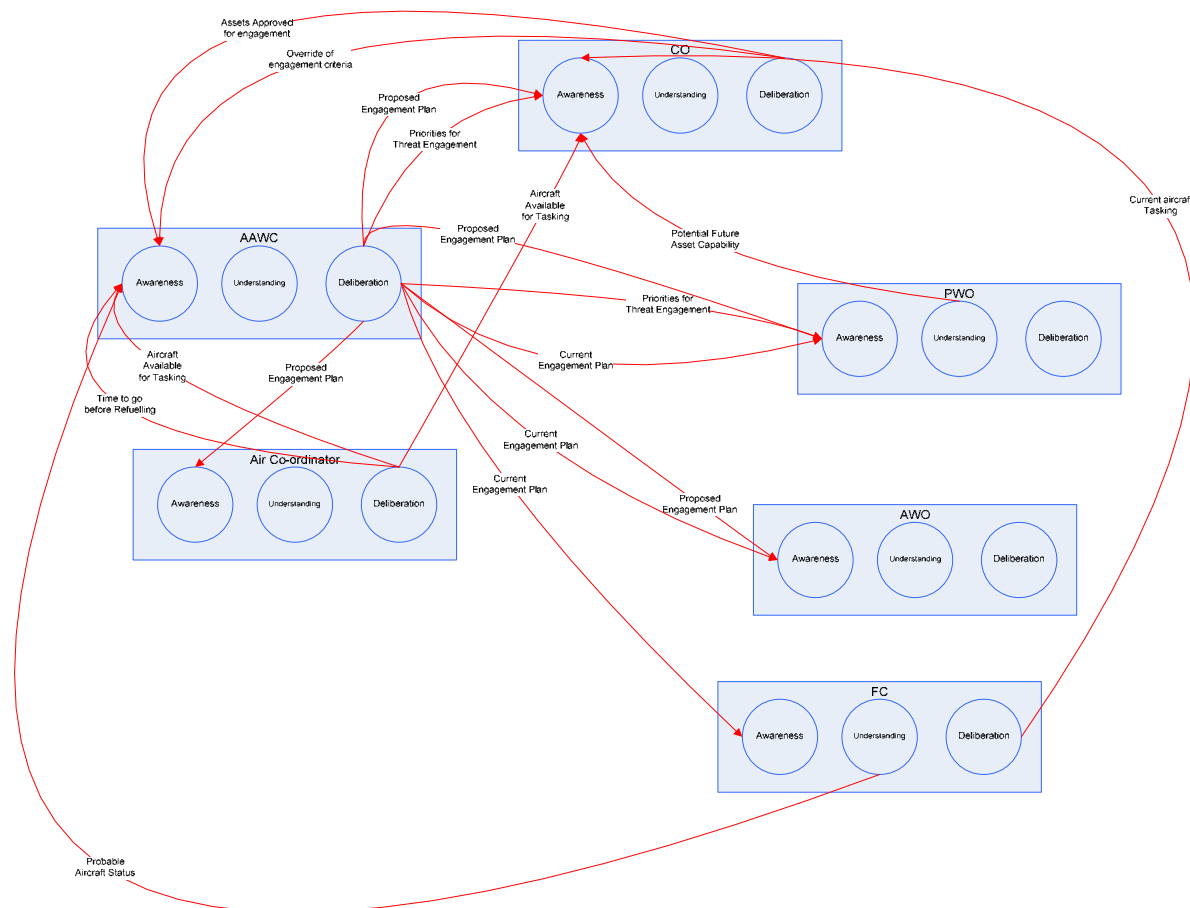 Assets Approved
for engagement
Override of
engagement criteria
CO
Awareness
Understanding
Deliberation
Proposed
Engagement Plan
Priorities for
Threat Engagement
Aircraft
Available
for Tasking
Current aircraft
Tasking
Proposed
Engagement Plan
Potential Future
Asset Capability
AAWC
Awareness
Understanding
Deliberation
PWO
Awareness
Understanding
Deliberation
Priorities for
Threat Engagement
Current
Engagement Plan
Aircraft
Available
for Tasking
Proposed
Engagement Plan
Time to go
before Refuelling
Current
Engagement Plan
Air Co-ordinator
Awareness
Understanding
Deliberation
Current
Engagement Plan
Proposed
Engagement Plan
AWO
Awareness
Understanding
Deliberation
FC
Awareness
Understanding
Deliberation
Probable
Aircraft Status